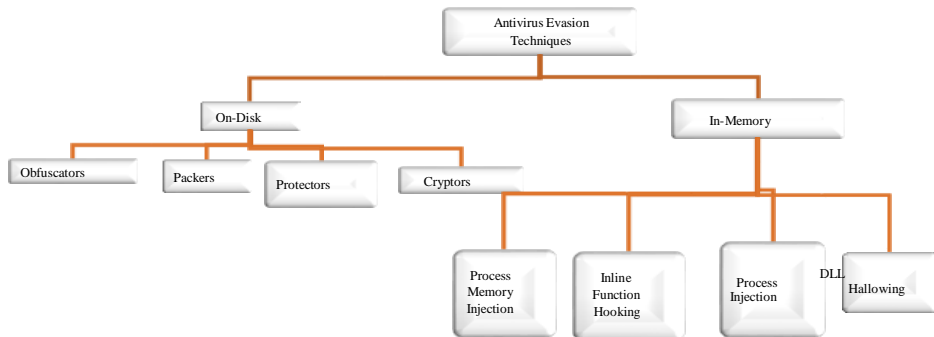 Antivirus Evasion
Techniques
On-Disk
In-Memory
Obfuscators
Packers
Protectors
Cryptors
Process
Memory
Injection
Inline
Function
Hooking
Process
Injection
DLL
Hallowing